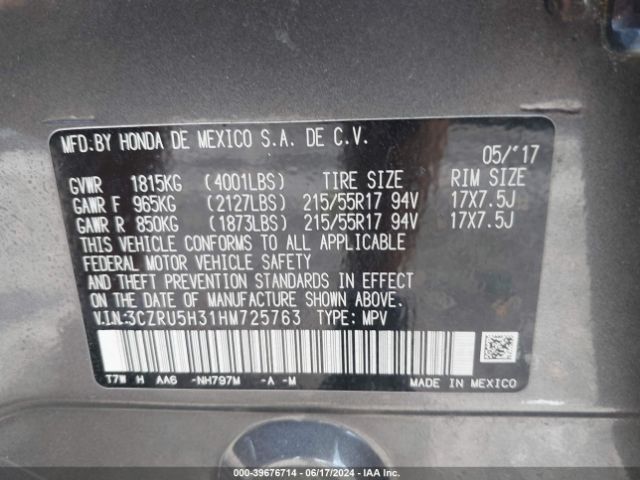 MFD.BY HONDA DE MEXICO S.A. DE C.V.
05/'17
GVWR 1815KG (4001LBS) TIRE SIZE RIM SIZE
GAWR F 965KG (2127LBS) 215/55R17 94V 17X7.5J
GAWR R 850KG (1873LBS) 215/55R17 94V 17X7.5J
THIS VEHICLE CONFORMS TO ALL APPLICABLE
FEDERAL MOTOR VEHICLE SAFETY
AND THEFT PREVENTION STANDARDS IN EFFECT
ON THE DATE OF MANUFACTURE SHOWN ABOVE.
V.I.N:3CZRU5H31HM725763 TYPE: MPV
T7W H AA6 -NH797M -A -M MADE IN MEXICO
000-39676714 - 06/17/2024 - IAA Inc.